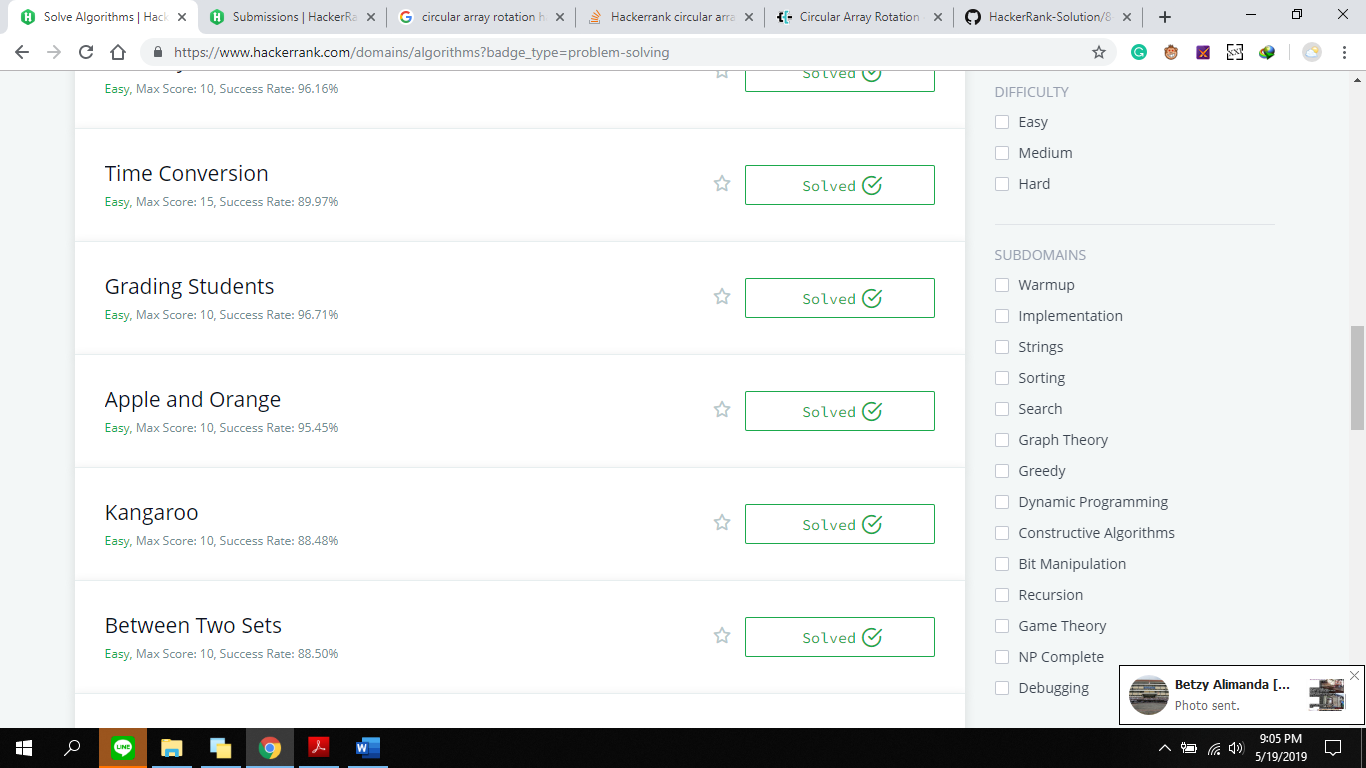 Solve Algorithms | Hack
Submissions | HackerRa
circular array rotation h
Hackerrank circular arra
Circular Array Rotation
HackerRank-Solution/8
https://www.hackerrank.com/domains/algorithms?badge_type=problem-solving
Easy, Max Score: 10, Success Rate: 96.16%
Solved
Time Conversion
Easy, Max Score: 15, Success Rate: 89.97%
Solved
Grading Students
Easy, Max Score: 10, Success Rate: 96.71%
Solved
Apple and Orange
Easy, Max Score: 10, Success Rate: 95.45%
Solved
Kangaroo
Easy, Max Score: 10, Success Rate: 88.48%
Solved
Between Two Sets
Easy, Max Score: 10, Success Rate: 88.50%
Solved
DIFFICULTY
Easy
Medium
Hard
SUBDOMAINS
Warmup
Implementation
Strings
Sorting
Search
Graph Theory
Greedy
Dynamic Programming
Constructive Algorithms
Bit Manipulation
Recursion
Game Theory
NP Complete
Debugging
Betzy Alimanda [...
Photo sent.
LINE
9:05 PM
5/19/2019